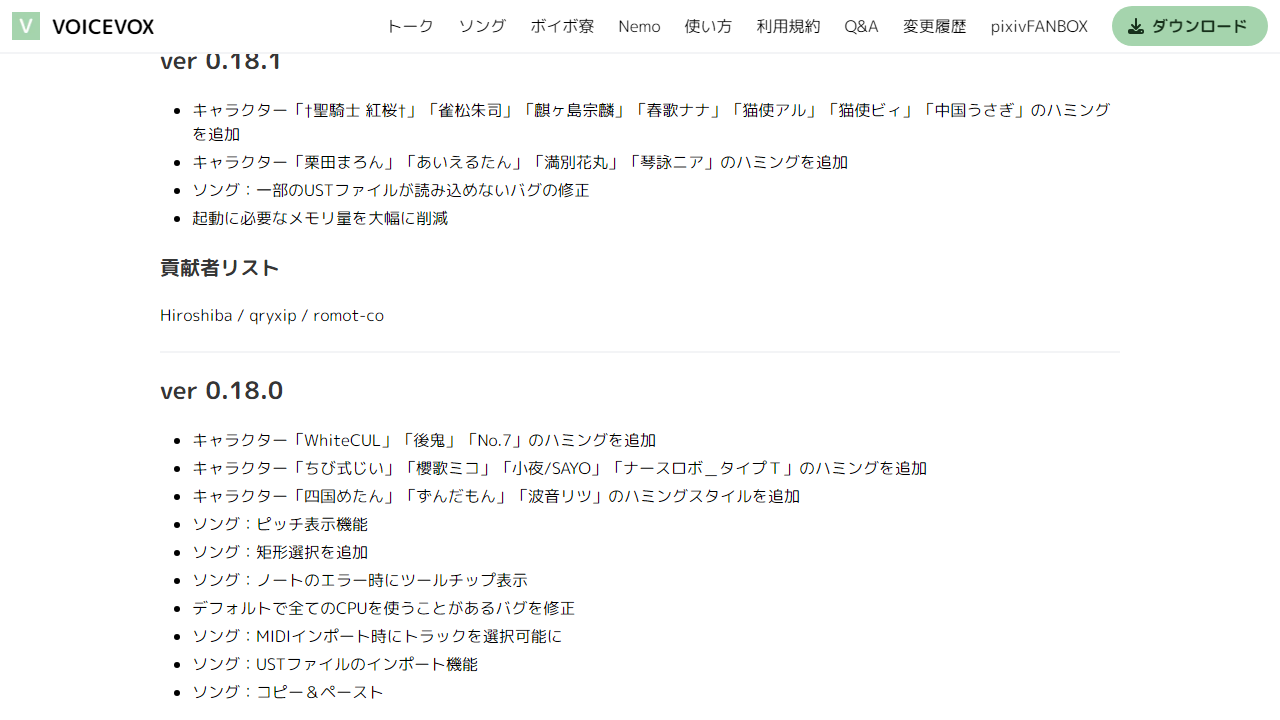 V VOICEVOX トーク ソング ボイボ寮 Nemo 使い方 利用規約 Q&A 変更履歴 pixivFANBOX ダウンロード
ver 0.18.1
キャラクター「†聖騎士 紅桜†」「雀松朱司」「麒ヶ島宗麟」「春歌ナナ」「猫使アル」「猫使ビィ」「中国うさぎ」のハミング
を追加
キャラクター「栗田まろん」「あいえるたん」「満別花丸」「琴詠ニア」のハミングを追加
ソング：一部のUSTファイルが読み込めないバグの修正
起動に必要なメモリ量を大幅に削減
貢献者リスト
Hiroshiba / qryxip / romot-co
ver 0.18.0
キャラクター「WhiteCUL」「後鬼」「No.7」のハミングを追加
キャラクター「ちび式じい」「櫻歌ミコ」「小夜/SAYO」「ナースロボ＿タイプＴ」のハミングを追加
キャラクター「四国めたん」「ずんだもん」「波音リツ」のハミングスタイルを追加
ソング：ピッチ表示機能
ソング：矩形選択を追加
ソング：ノートのエラー時にツールチップ表示
デフォルトで全てのCPUを使うことがあるバグを修正
ソング：MIDIインポート時にトラックを選択可能に
ソング：USTファイルのインポート機能
ソング：コピー＆ペースト